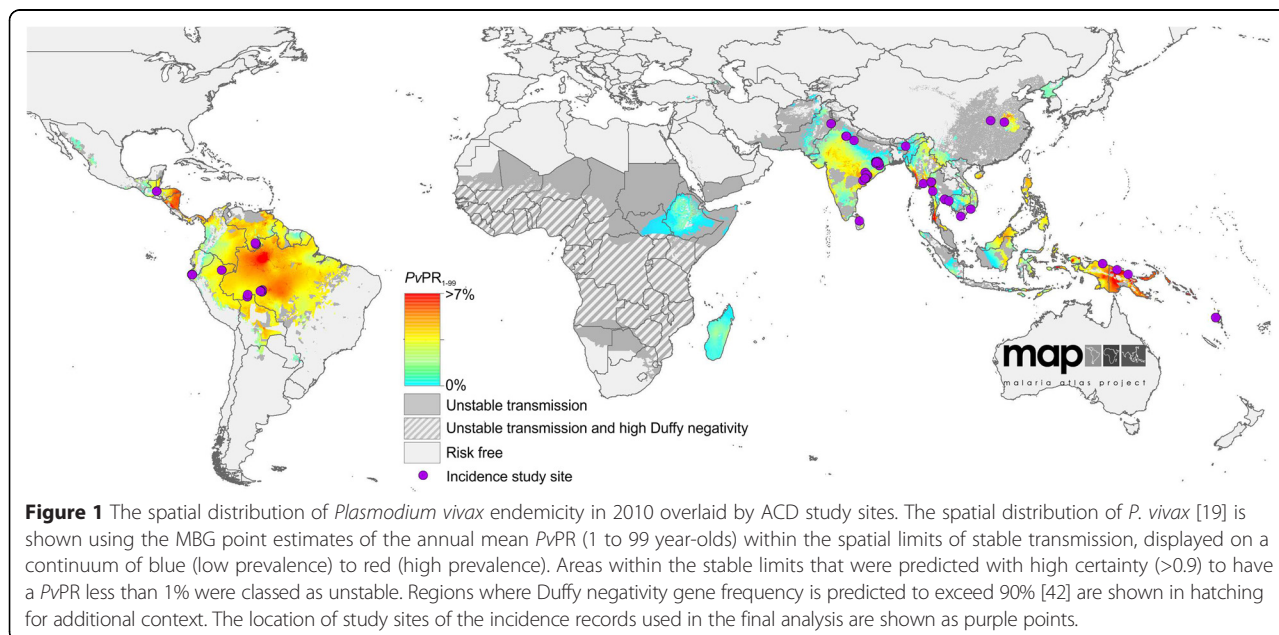 PvPR1-99
>7%
0%
Unstable transmission
Unstable transmission and high Duffy negativity
Risk free
Incidence study site
map
malaria atlas project
Figure 1 The spatial distribution of Plasmodium vivax endemicity in 2010 overlaid by ACD study sites. The spatial distribution of P. vivax [19] is
shown using the MBG point estimates of the annual mean PvPR (1 to 99 year-olds) within the spatial limits of stable transmission, displayed on a
continuum of blue (low prevalence) to red (high prevalence). Areas within the stable limits that were predicted with high certainty (>0.9) to have
a PvPR less than 1% were classed as unstable. Regions where Duffy negativity gene frequency is predicted to exceed 90% [42] are shown in hatching
for additional context. The location of study sites of the incidence records used in the final analysis are shown as purple points.